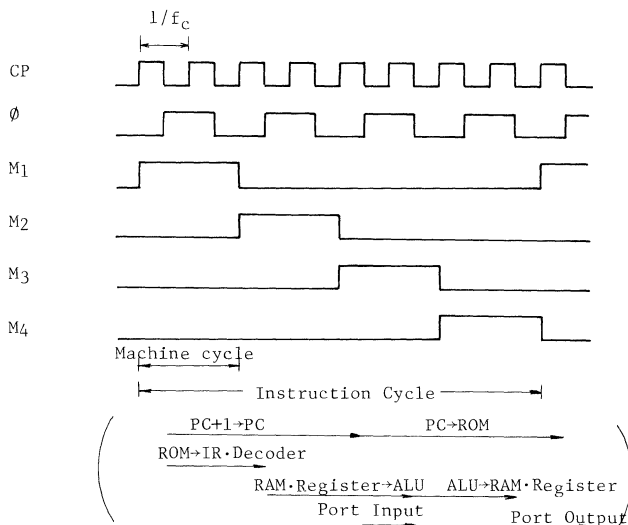 1/fc
CP
ø
M1
M2
M3
M4
Machine cycle
Instruction Cycle
PC+1→PC PC→ROM
ROM→IR·Decoder
RAM·Register→ALU ALU→RAM·Register
Port Input
Port Output